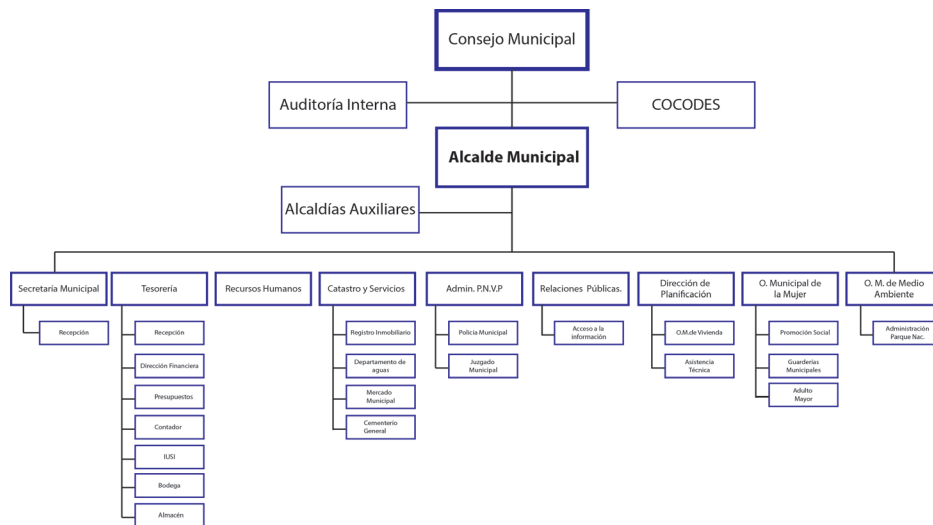 Consejo Municipal
Auditoría Interna
COCODES
Alcalde Municipal
Alcaldías Auxiliares
Secretaría Municipal
Recepción
Tesorería
Recepción
Dirección Financiera
Presupuestos
Contador
IUSI
Bodega
Almacén
Recursos Humanos
Catastro y Servicios
Registro Inmobiliario
Departamento de
aguas
Mercado
Municipal
Cementerio
General
Admin. P.N.V.P
Policia Municipal
Juzgado
Municipal
Relaciones Públicas.
Acceso a la
información
Dirección de
Planificación
O.M.de Vivienda
Asistencia
Técnica
O. Municipal de
la Mujer
Promoción Social
Guarderías
Municipales
Adulto
Mayor
O. M. de Medio
Ambiente
Administración
Parque Nac.